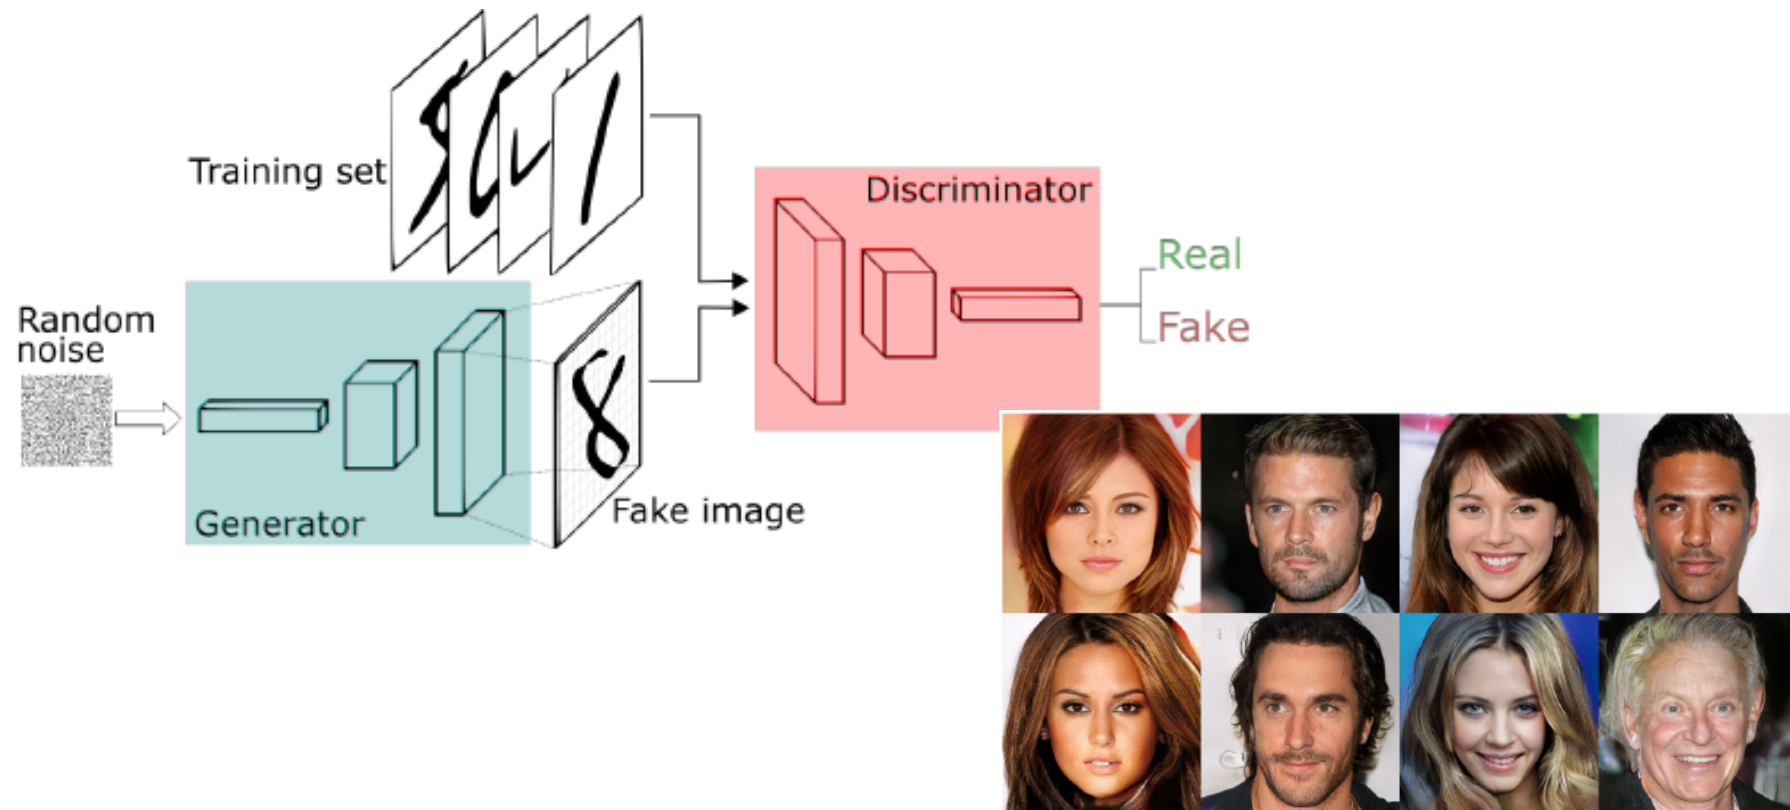 Training set
Discriminator
Real
Fake
Random
noise
Generator
Fake image